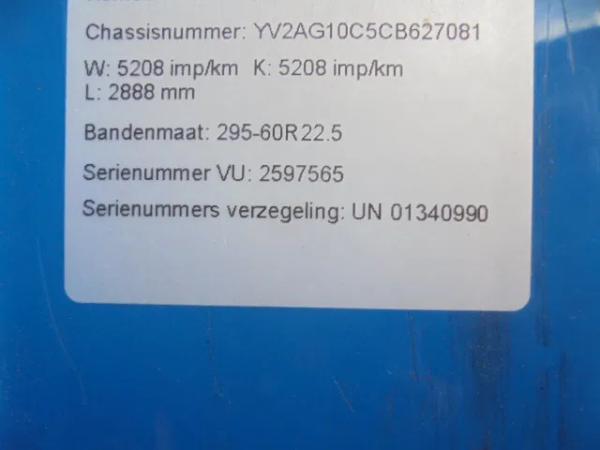 Chassisnummer: YV2AG10C5CB627081
W: 5208 imp/km K: 5208 imp/km
L: 2888 mm
Bandenmaat: 295-60R22.5
Serienummer VU: 2597565
Serienummers verzegeling: UN 01340990